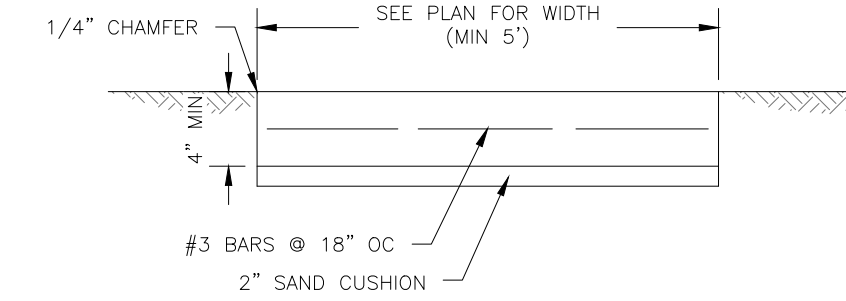 SEE PLAN FOR WIDTH
(MIN 5')
1/4" CHAMFER
4" MIN
#3 BARS @ 18" OC
2" SAND CUSHION